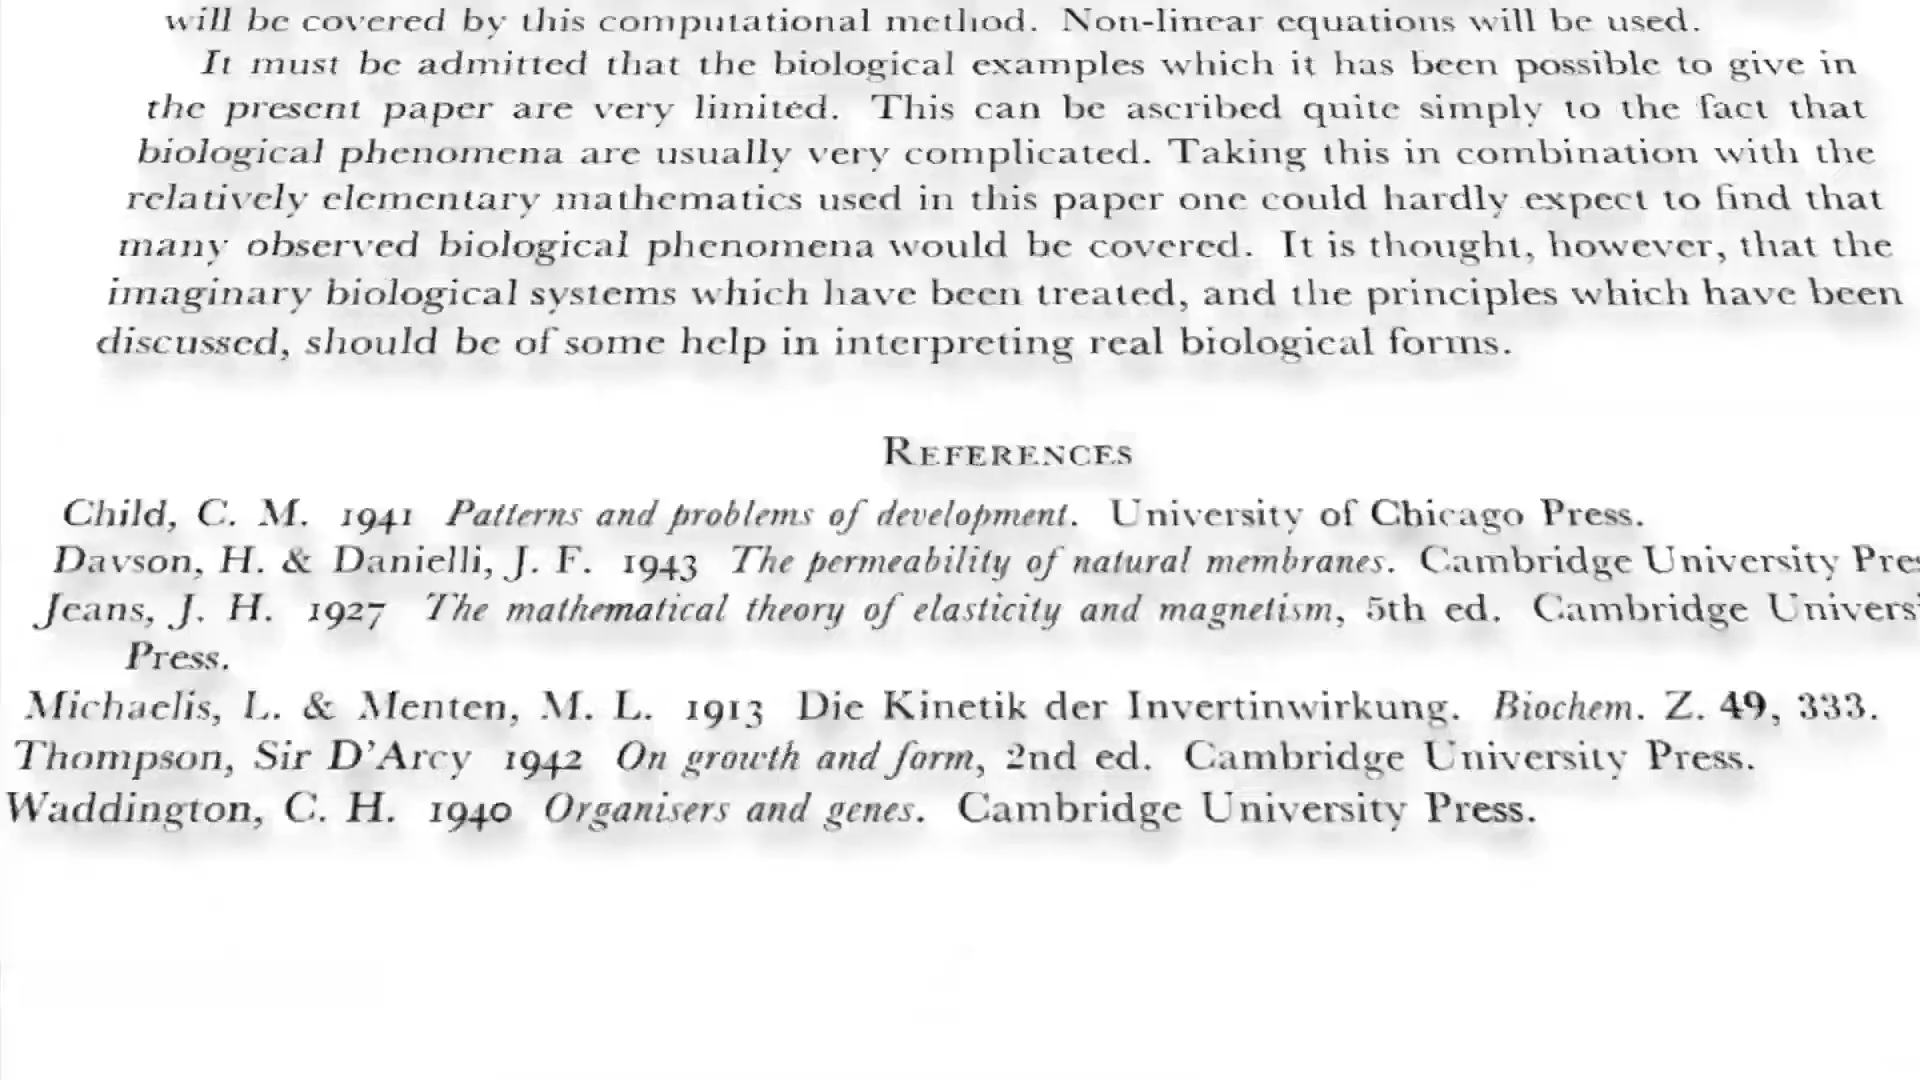 will be covered by this computational method. Non-linear equations will be used.
It must be admitted that the biological examples which it has been possible to give in
the present paper are very limited. This can be ascribed quite simply to the fact that
biological phenomena are usually very complicated. Taking this in combination with the
relatively elementary mathematics used in this paper one could hardly expect to find that
many observed biological phenomena would be covered. It is thought, however, that the
imaginary biological systems which have been treated, and the principles which have been
discussed, should be of some help in interpreting real biological forms.
References
Child, C. M. 1941 Patterns and problems of development. University of Chicago Press.
Davson, H. & Danielli, J. F. 1943 The permeability of natural membranes. Cambridge University Pres
Jeans, J. H. 1927 The mathematical theory of elasticity and magnetism, 5th ed. Cambridge Universi
Press.
Michaelis, L. & Menten, M. L. 1913 Die Kinetik der Invertinwirkung. Biochem. Z. 49, 333.
Thompson, Sir D'Arcy 1942 On growth and form, 2nd ed. Cambridge University Press.
Waddington, C. H. 1940 Organisers and genes. Cambridge University Press.